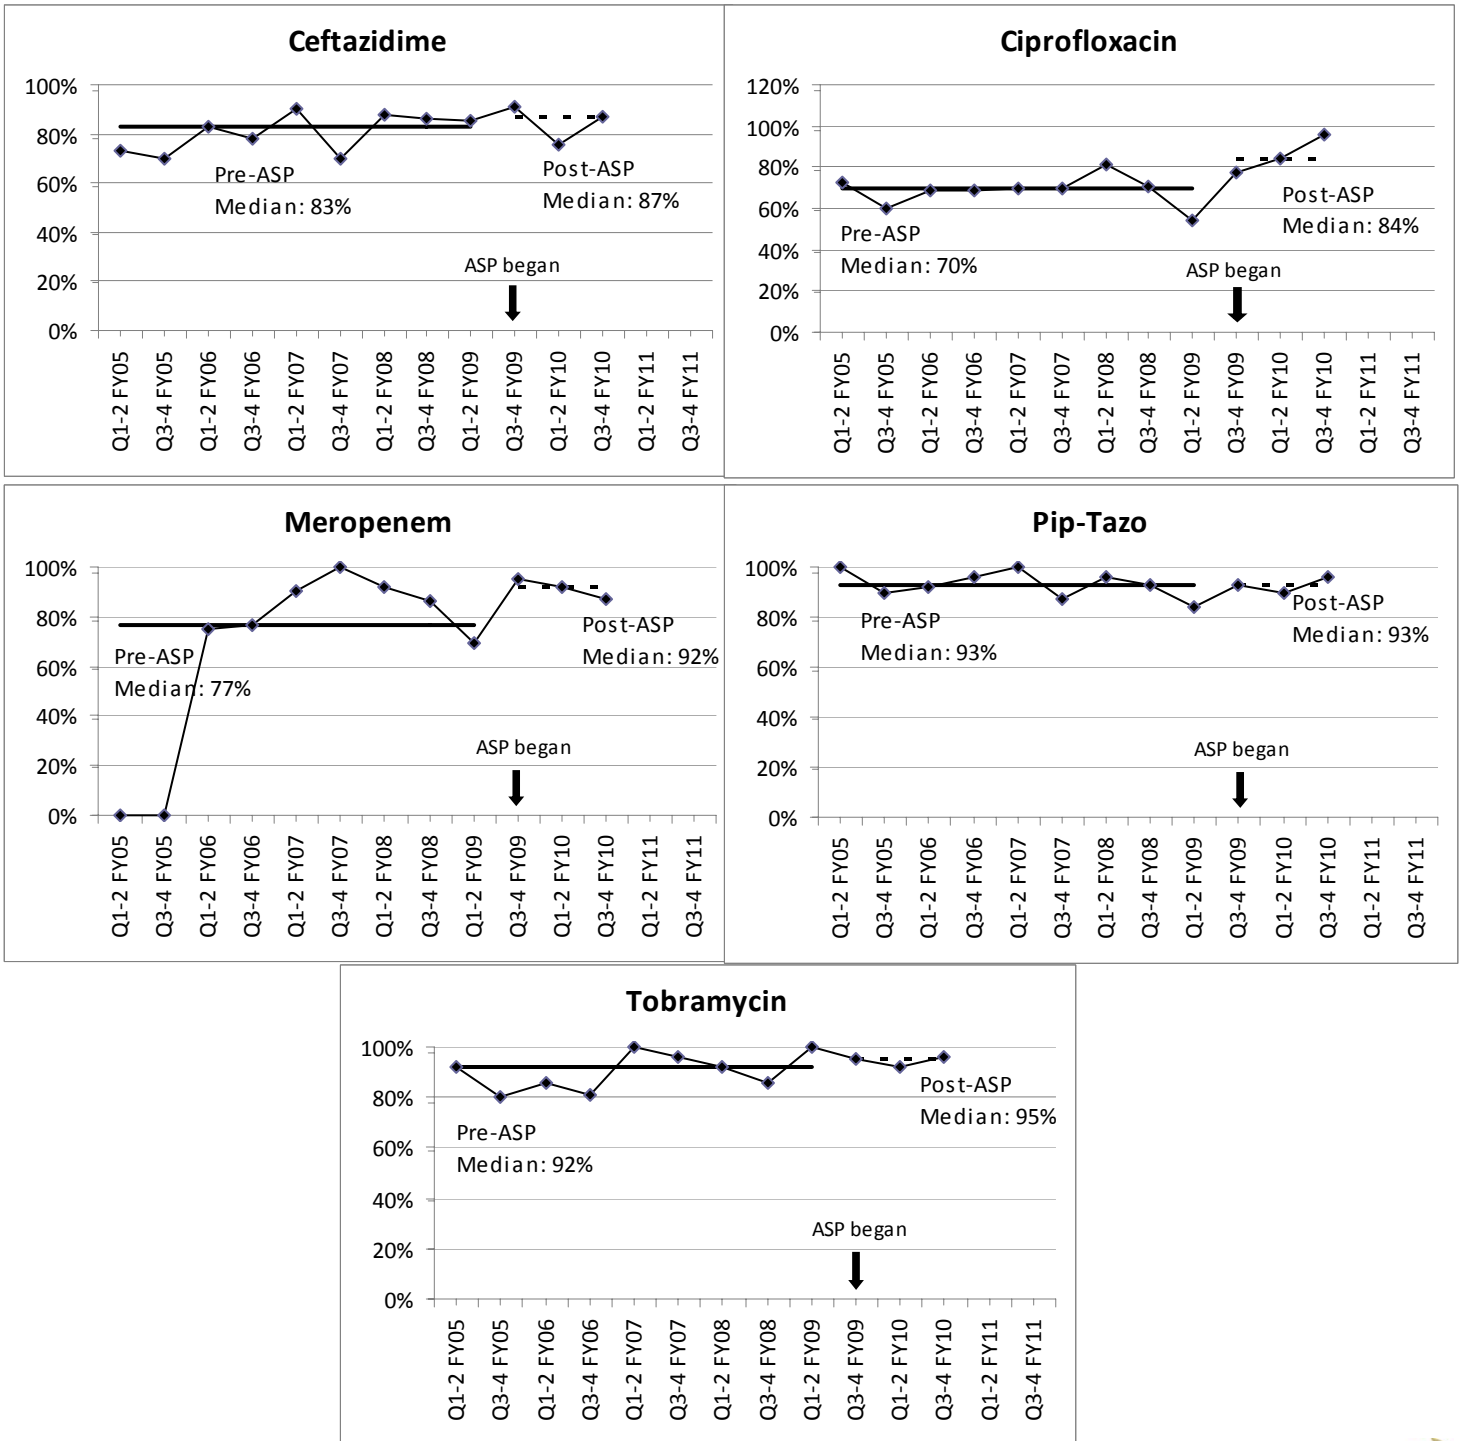 Ceftazidime
100%
80%
60%
40%
20%
0%
Pre-ASP
Median: 83%
Post-ASP
Median: 87%
ASP began
Q1-2 FY05
Q3-4 FY05
Q1-2 FY06
Q3-4 FY06
Q1-2 FY07
Q3-4 FY07
Q1-2 FY08
Q3-4 FY08
Q1-2 FY09
Q3-4 FY09
Q1-2 FY10
Q3-4 FY10
Q1-2 FY11
Q3-4 FY11
Ciprofloxacin
120%
100%
80%
60%
40%
20%
0%
Pre-ASP
Median: 70%
Post-ASP
Median: 84%
ASP began
Q1-2 FY05
Q3-4 FY05
Q1-2 FY06
Q3-4 FY06
Q1-2 FY07
Q3-4 FY07
Q1-2 FY08
Q3-4 FY08
Q1-2 FY09
Q3-4 FY09
Q1-2 FY10
Q3-4 FY10
Q1-2 FY11
Q3-4 FY11
Meropenem
100%
80%
60%
40%
20%
0%
Pre-ASP
Median: 77%
Post-ASP
Median: 92%
ASP began
Q1-2 FY05
Q3-4 FY05
Q1-2 FY06
Q3-4 FY06
Q1-2 FY07
Q3-4 FY07
Q1-2 FY08
Q3-4 FY08
Q1-2 FY09
Q3-4 FY09
Q1-2 FY10
Q3-4 FY10
Q1-2 FY11
Q3-4 FY11
Pip-Tazo
100%
80%
60%
40%
20%
0%
Pre-ASP
Median: 93%
Post-ASP
Median: 93%
ASP began
Q1-2 FY05
Q3-4 FY05
Q1-2 FY06
Q3-4 FY06
Q1-2 FY07
Q3-4 FY07
Q1-2 FY08
Q3-4 FY08
Q1-2 FY09
Q3-4 FY09
Q1-2 FY10
Q3-4 FY10
Q1-2 FY11
Q3-4 FY11
Tobramycin
100%
80%
60%
40%
20%
0%
Pre-ASP
Median: 92%
Post-ASP
Median: 95%
ASP began
Q1-2 FY05
Q3-4 FY05
Q1-2 FY06
Q3-4 FY06
Q1-2 FY07
Q3-4 FY07
Q1-2 FY08
Q3-4 FY08
Q1-2 FY09
Q3-4 FY09
Q1-2 FY10
Q3-4 FY10
Q1-2 FY11
Q3-4 FY11